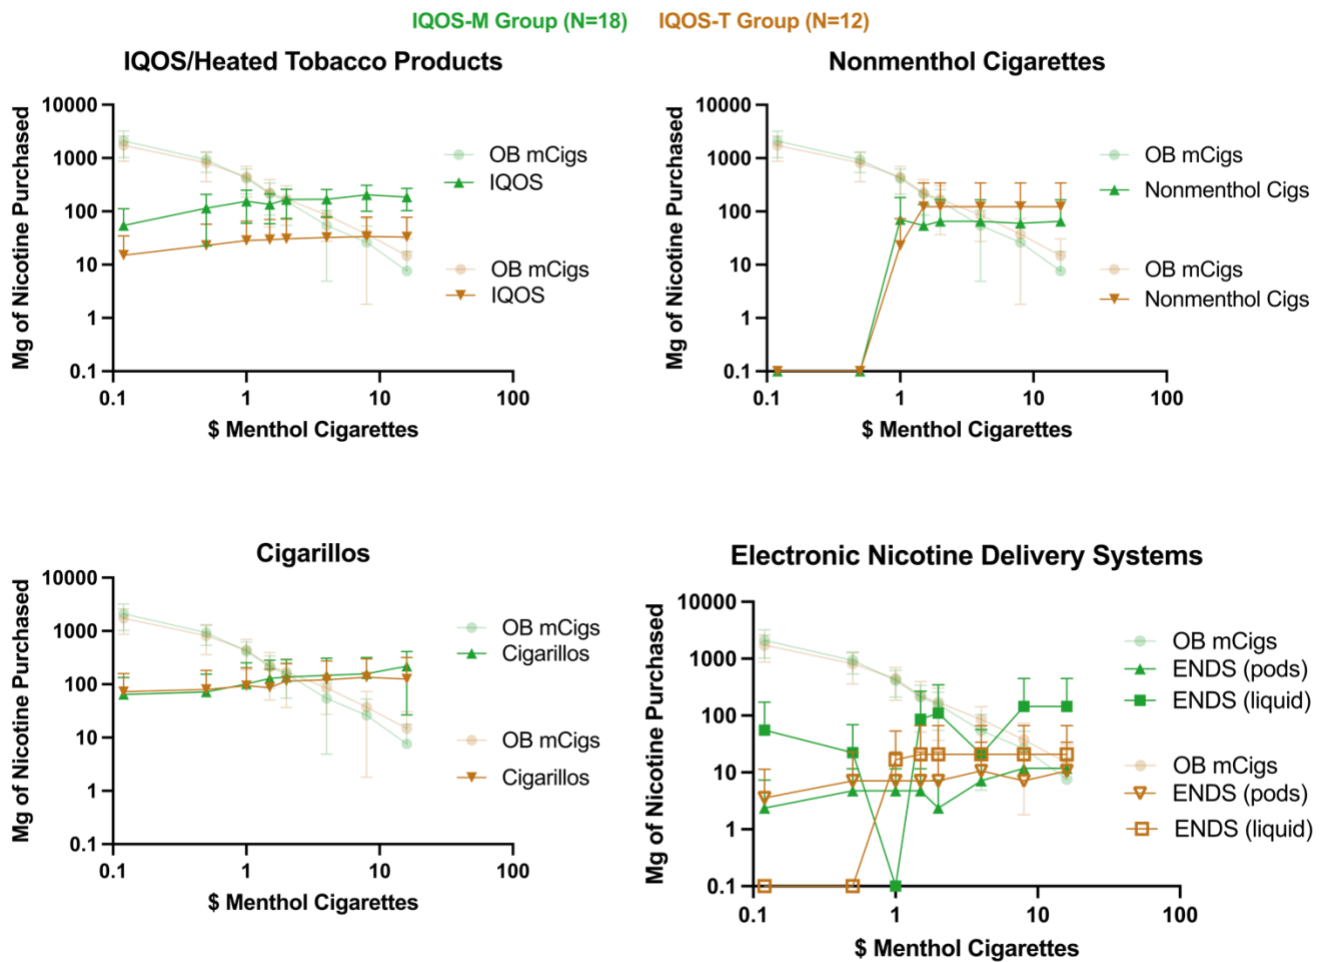 IQOS-M Group (N=18) IQOS-T Group (N=12)
IQOS/Heated Tobacco Products
Mg of Nicotine Purchased
10000
1000
100
10
1
0.1
0.1 1 10 100
$ Menthol Cigarettes
OB mCigs
IQOS
OB mCigs
IQOS
Nonmenthol Cigarettes
Mg of Nicotine Purchased
10000
1000
100
10
1
0.1
0.1 1 10 100
$ Menthol Cigarettes
OB mCigs
Nonmenthol Cigs
OB mCigs
Nonmenthol Cigs
Cigarillos
Mg of Nicotine Purchased
10000
1000
100
10
1
0.1
0.1 1 10 100
$ Menthol Cigarettes
OB mCigs
Cigarillos
OB mCigs
Cigarillos
Electronic Nicotine Delivery Systems
Mg of Nicotine Purchased
10000
1000
100
10
1
0.1
0.1 1 10 100
$ Menthol Cigarettes
OB mCigs
ENDS (pods)
ENDS (liquid)
OB mCigs
ENDS (pods)
ENDS (liquid)